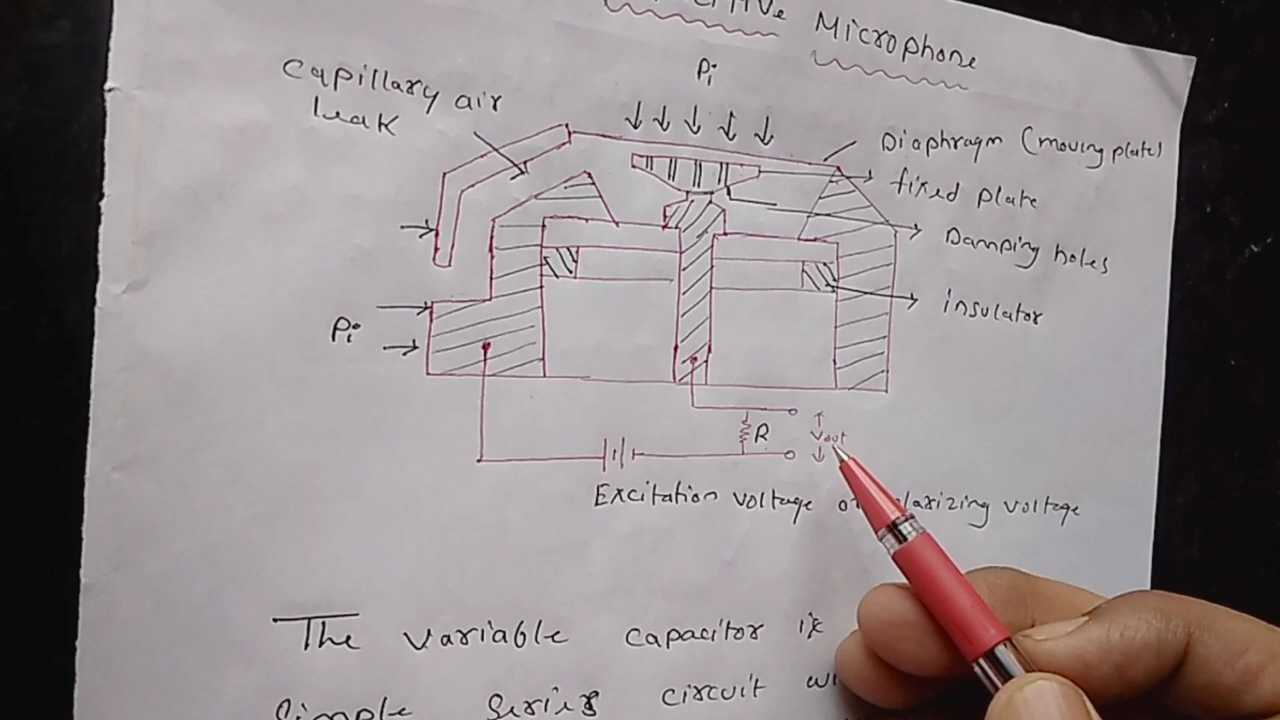 Microphone
Pi
Capillary air
leak
Diaphragm (moving plate)
fixed plate
Damping holes
insulator
Pi
R
Vout
Excitation voltage voltage
The variable capacitor is
Simple series circuit